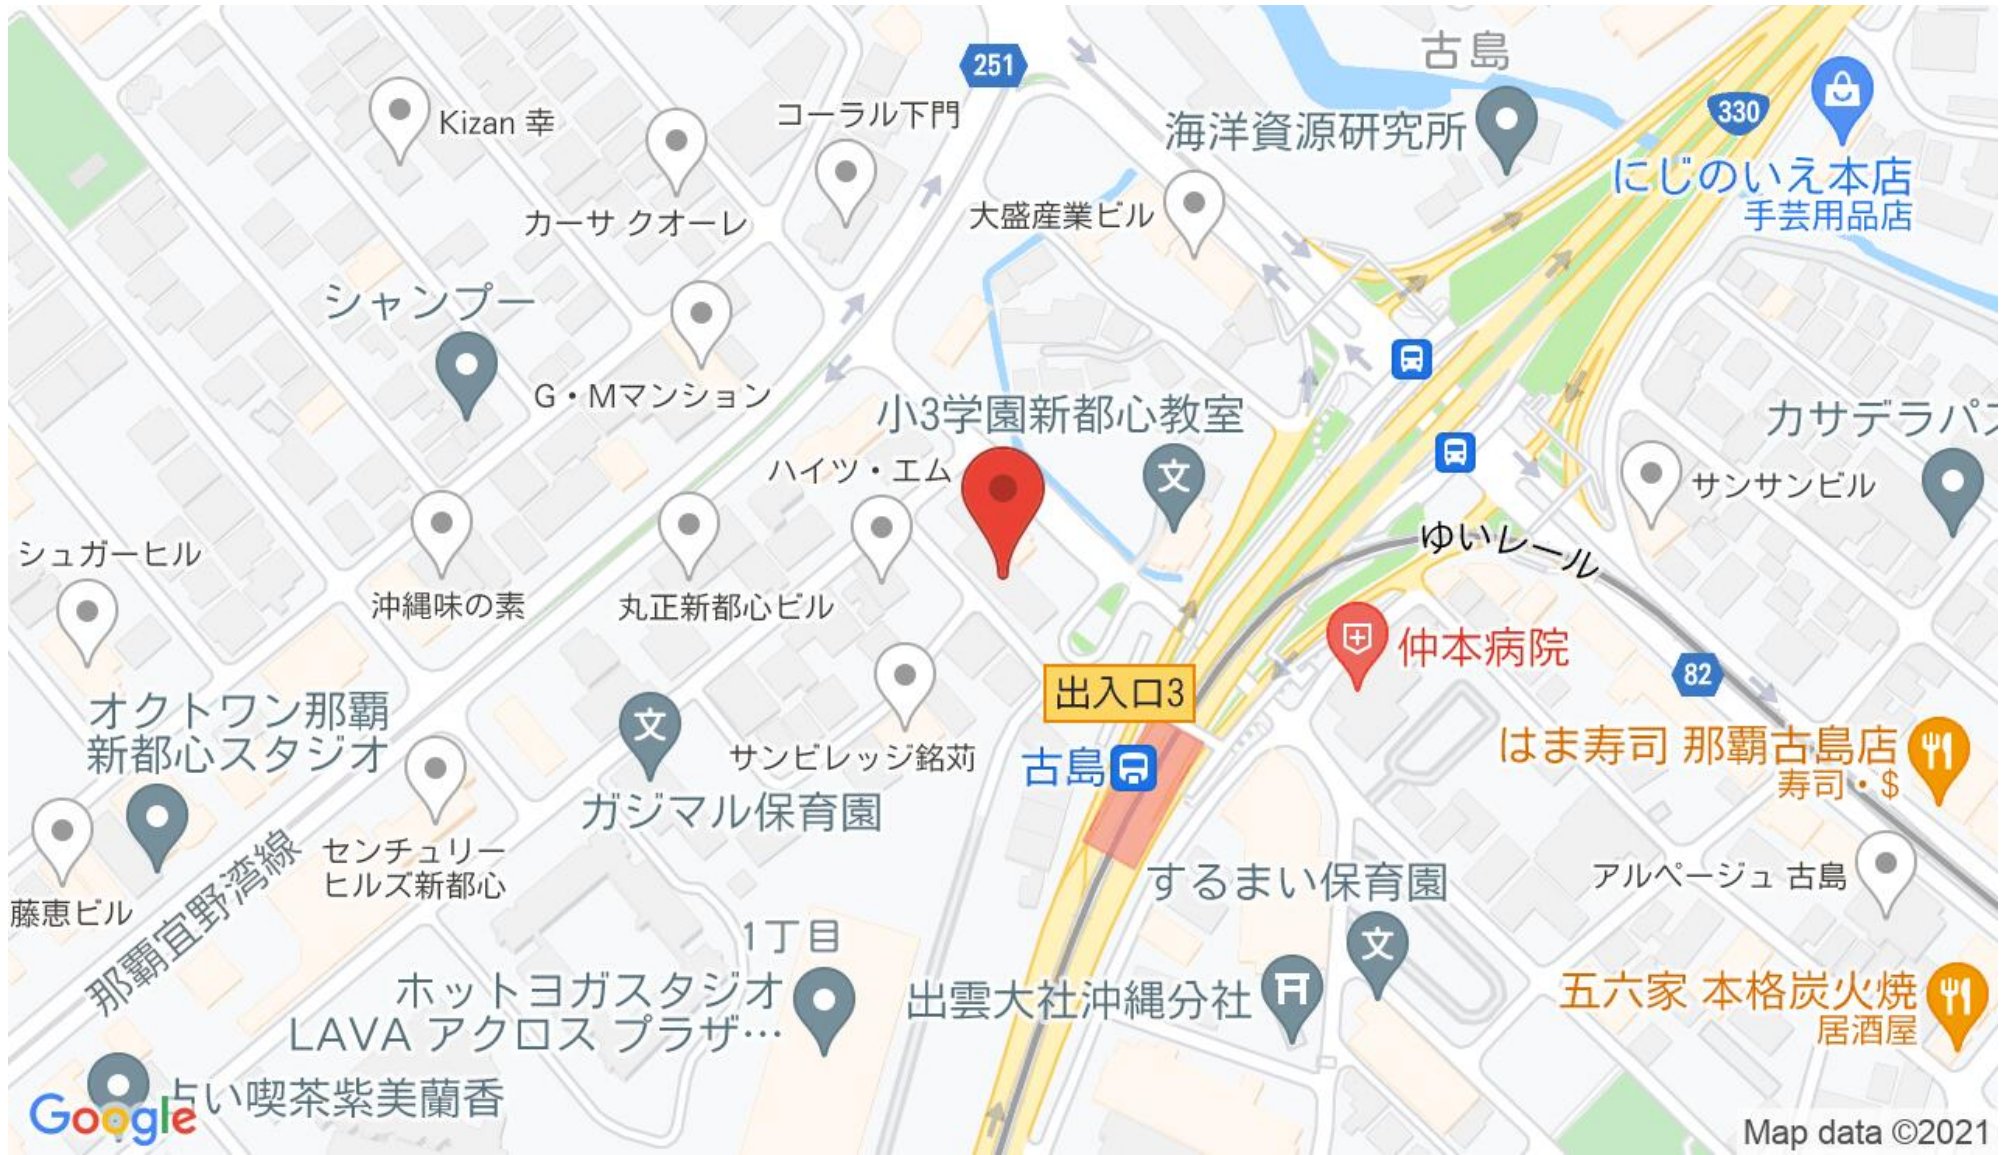 古島
251
Kizan 幸
コーラル下門
330
海洋資源研究所
にじのいえ本店
手芸用品店
カーサ クオーレ
大盛産業ビル
シャンプー
G・Mマンション
小3学園新都心教室
カサデラパス
ハイツ・エム
サンサンビル
ゆいレール
シュガーヒル
沖縄味の素
丸正新都心ビル
仲本病院
82
出入口3
オクトワン那覇
新都心スタジオ
サンビレッジ銘苅
古島
はま寿司 那覇古島店
寿司・$
ガジマル保育園
センチュリー
ヒルズ新都心
するまい保育園
アルページュ 古島
藤恵ビル
那覇宜野湾線
1丁目
ホットヨガスタジオ
LAVA アクロス プラザ…
出雲大社沖縄分社
五六家 本格炭火焼
居酒屋
占い喫茶紫美蘭香
Google
Map data ©2021